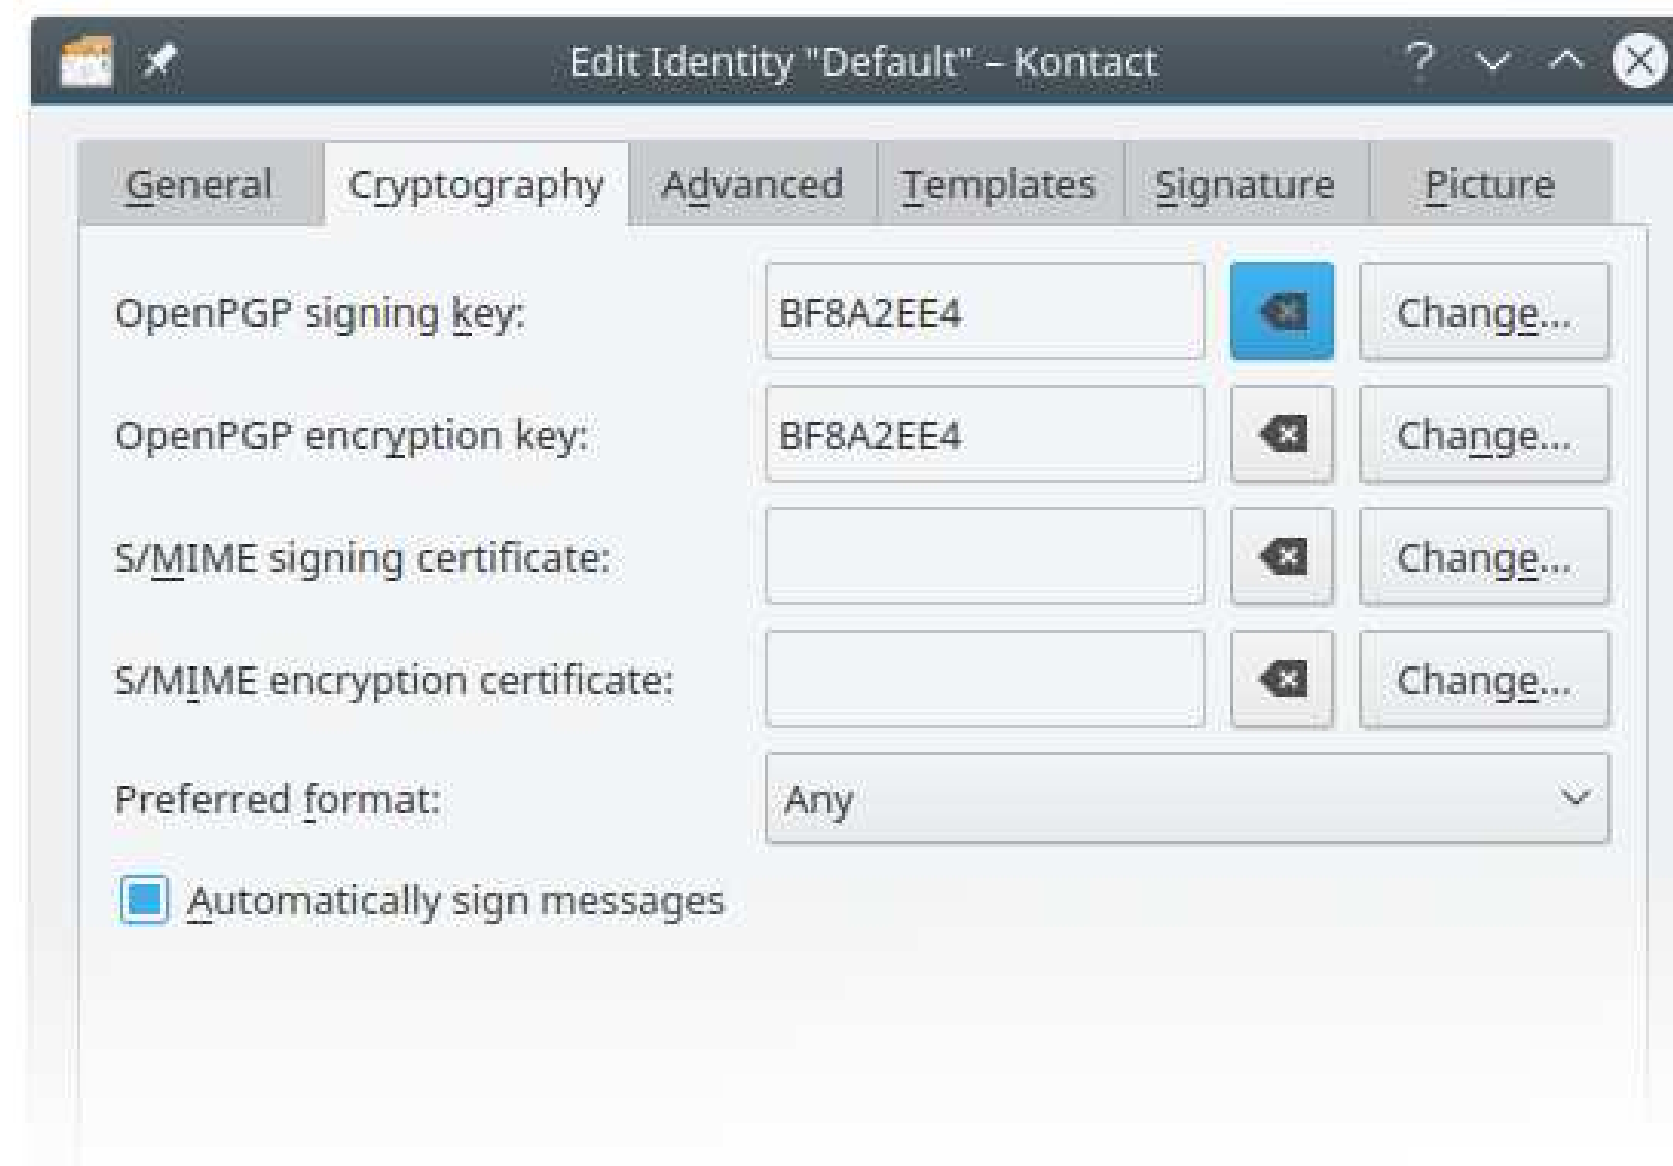 Edit Identity "Default" – Kontact ?
General Cryptography Advanced Templates Signature Picture
OpenPGP signing key: BF8A2EE4 Change...
OpenPGP encryption key: BF8A2EE4 Change...
S/MIME signing certificate: Change...
S/MIME encryption certificate: Change...
Preferred format: Any
Automatically sign messages